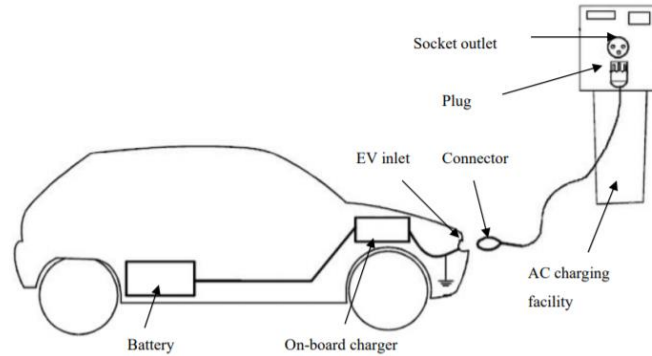 Socket outlet
Plug
EV inlet
Connector
AC charging
facility
Battery
On-board charger